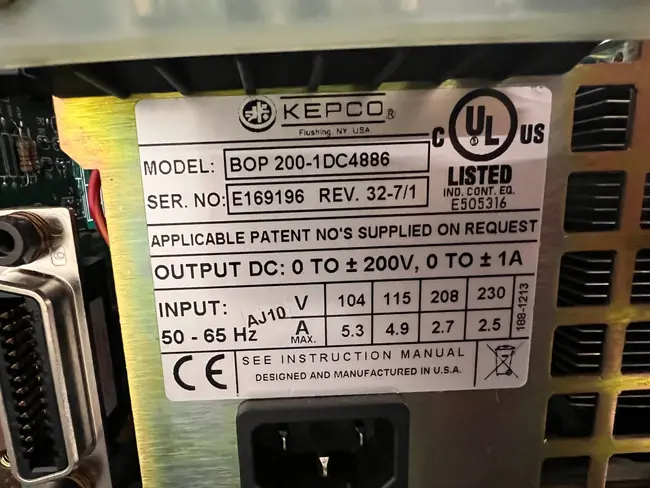 KEPCO®
Flushing, NY USA
C UL® US
LISTED
IND. CONT. EQ.
E505316
MODEL: BOP 200-1DC4886
SER. NO: E169196 REV. 32-7/1
APPLICABLE PATENT NO'S SUPPLIED ON REQUEST
OUTPUT DC: 0 TO ± 200V, 0 TO ± 1A
INPUT: V 104 115 208 230
50 - 65 Hz A MAX. 5.3 4.9 2.7 2.5
AJ10
188-1213
CE SEE INSTRUCTION MANUAL
DESIGNED AND MANUFACTURED IN U.S.A.